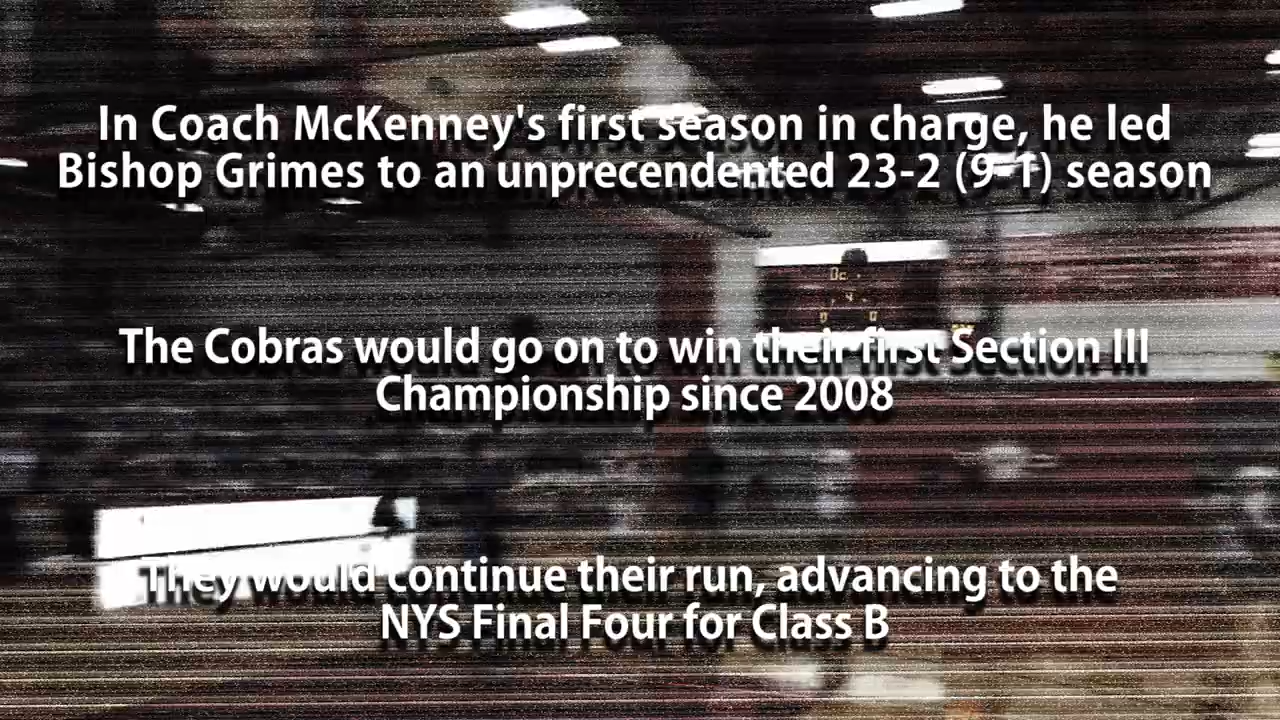 In Coach McKenney's first season in charge, he led
Bishop Grimes to an unprecendented 23-2 (9-1) season
The Cobras would go on to win their first Section III
Championship since 2008
They would continue their run, advancing to the
NYS Final Four for Class B